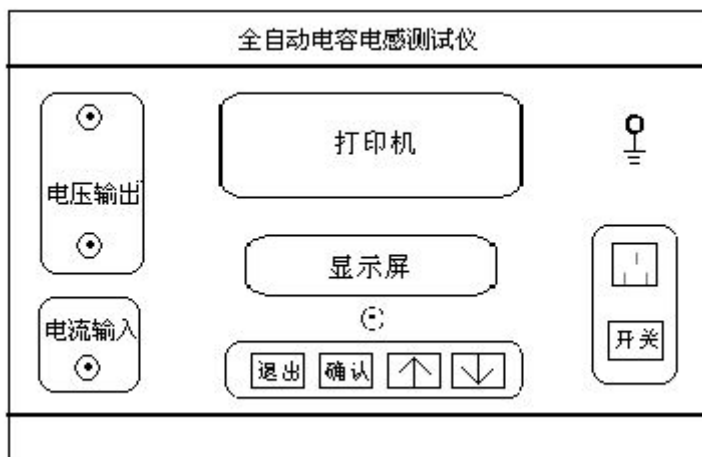 全自动电容电感测试仪
打印机
电压输出
显示屏
电流输入
开关
退出
确认